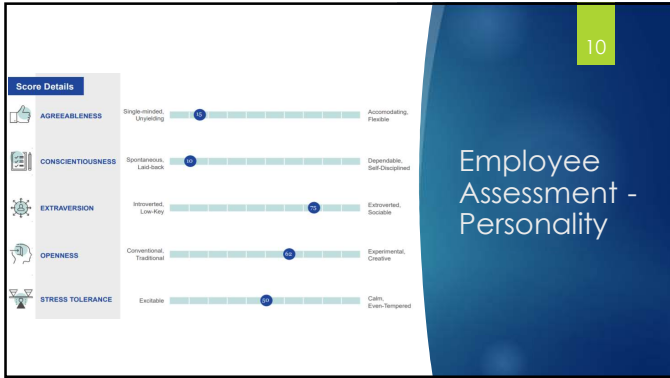 10
Score Details
AGREEABLENESS
Single-minded,
Unyielding
15
Accomodating,
Flexible
CONSCIENTIOUSNESS
Spontaneous,
Laid-back
10
Dependable,
Self-Disciplined
EXTRAVERSION
Introverted,
Low-Key
75
Extroverted,
Sociable
OPENNESS
Conventional,
Traditional
62
Experimental,
Creative
STRESS TOLERANCE
Excitable
50
Calm,
Even-Tempered
Employee
Assessment -
Personality